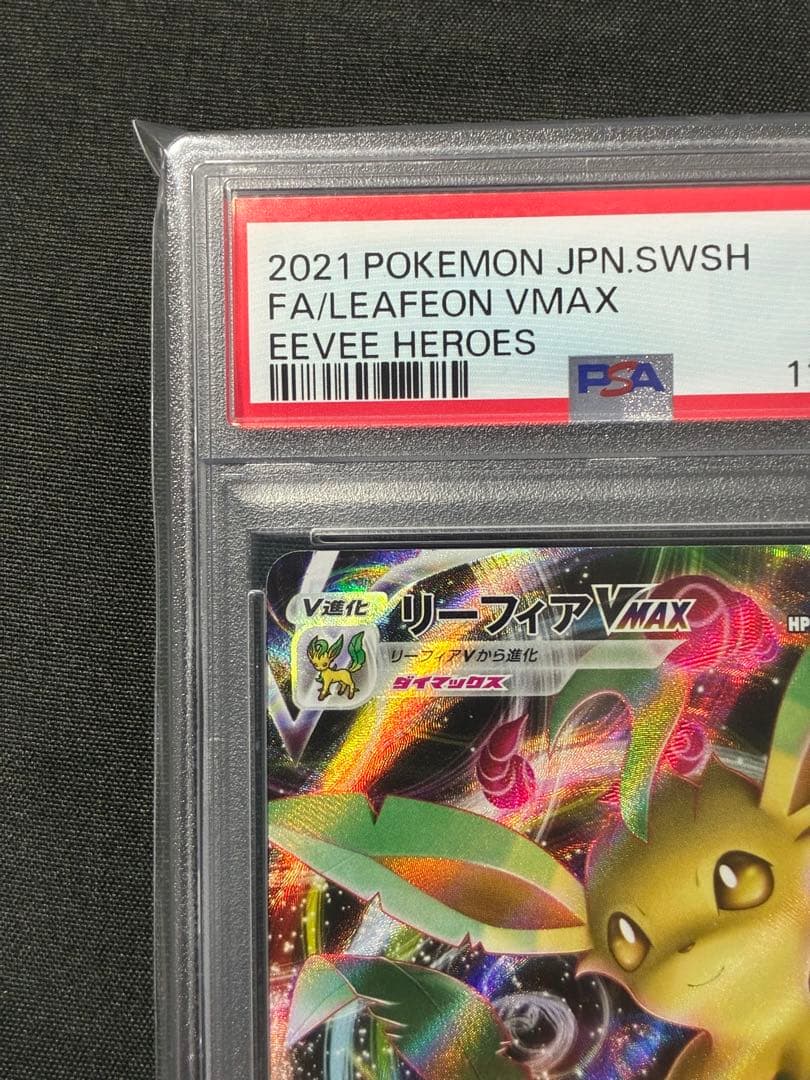 2021 POKEMON JPN.SWSH
FA/LEAFEON VMAX
EEVEE HEROES
PSA
11
V進化
リーフィアVMAX
HP
リーフィアVから進化
ダイマックス